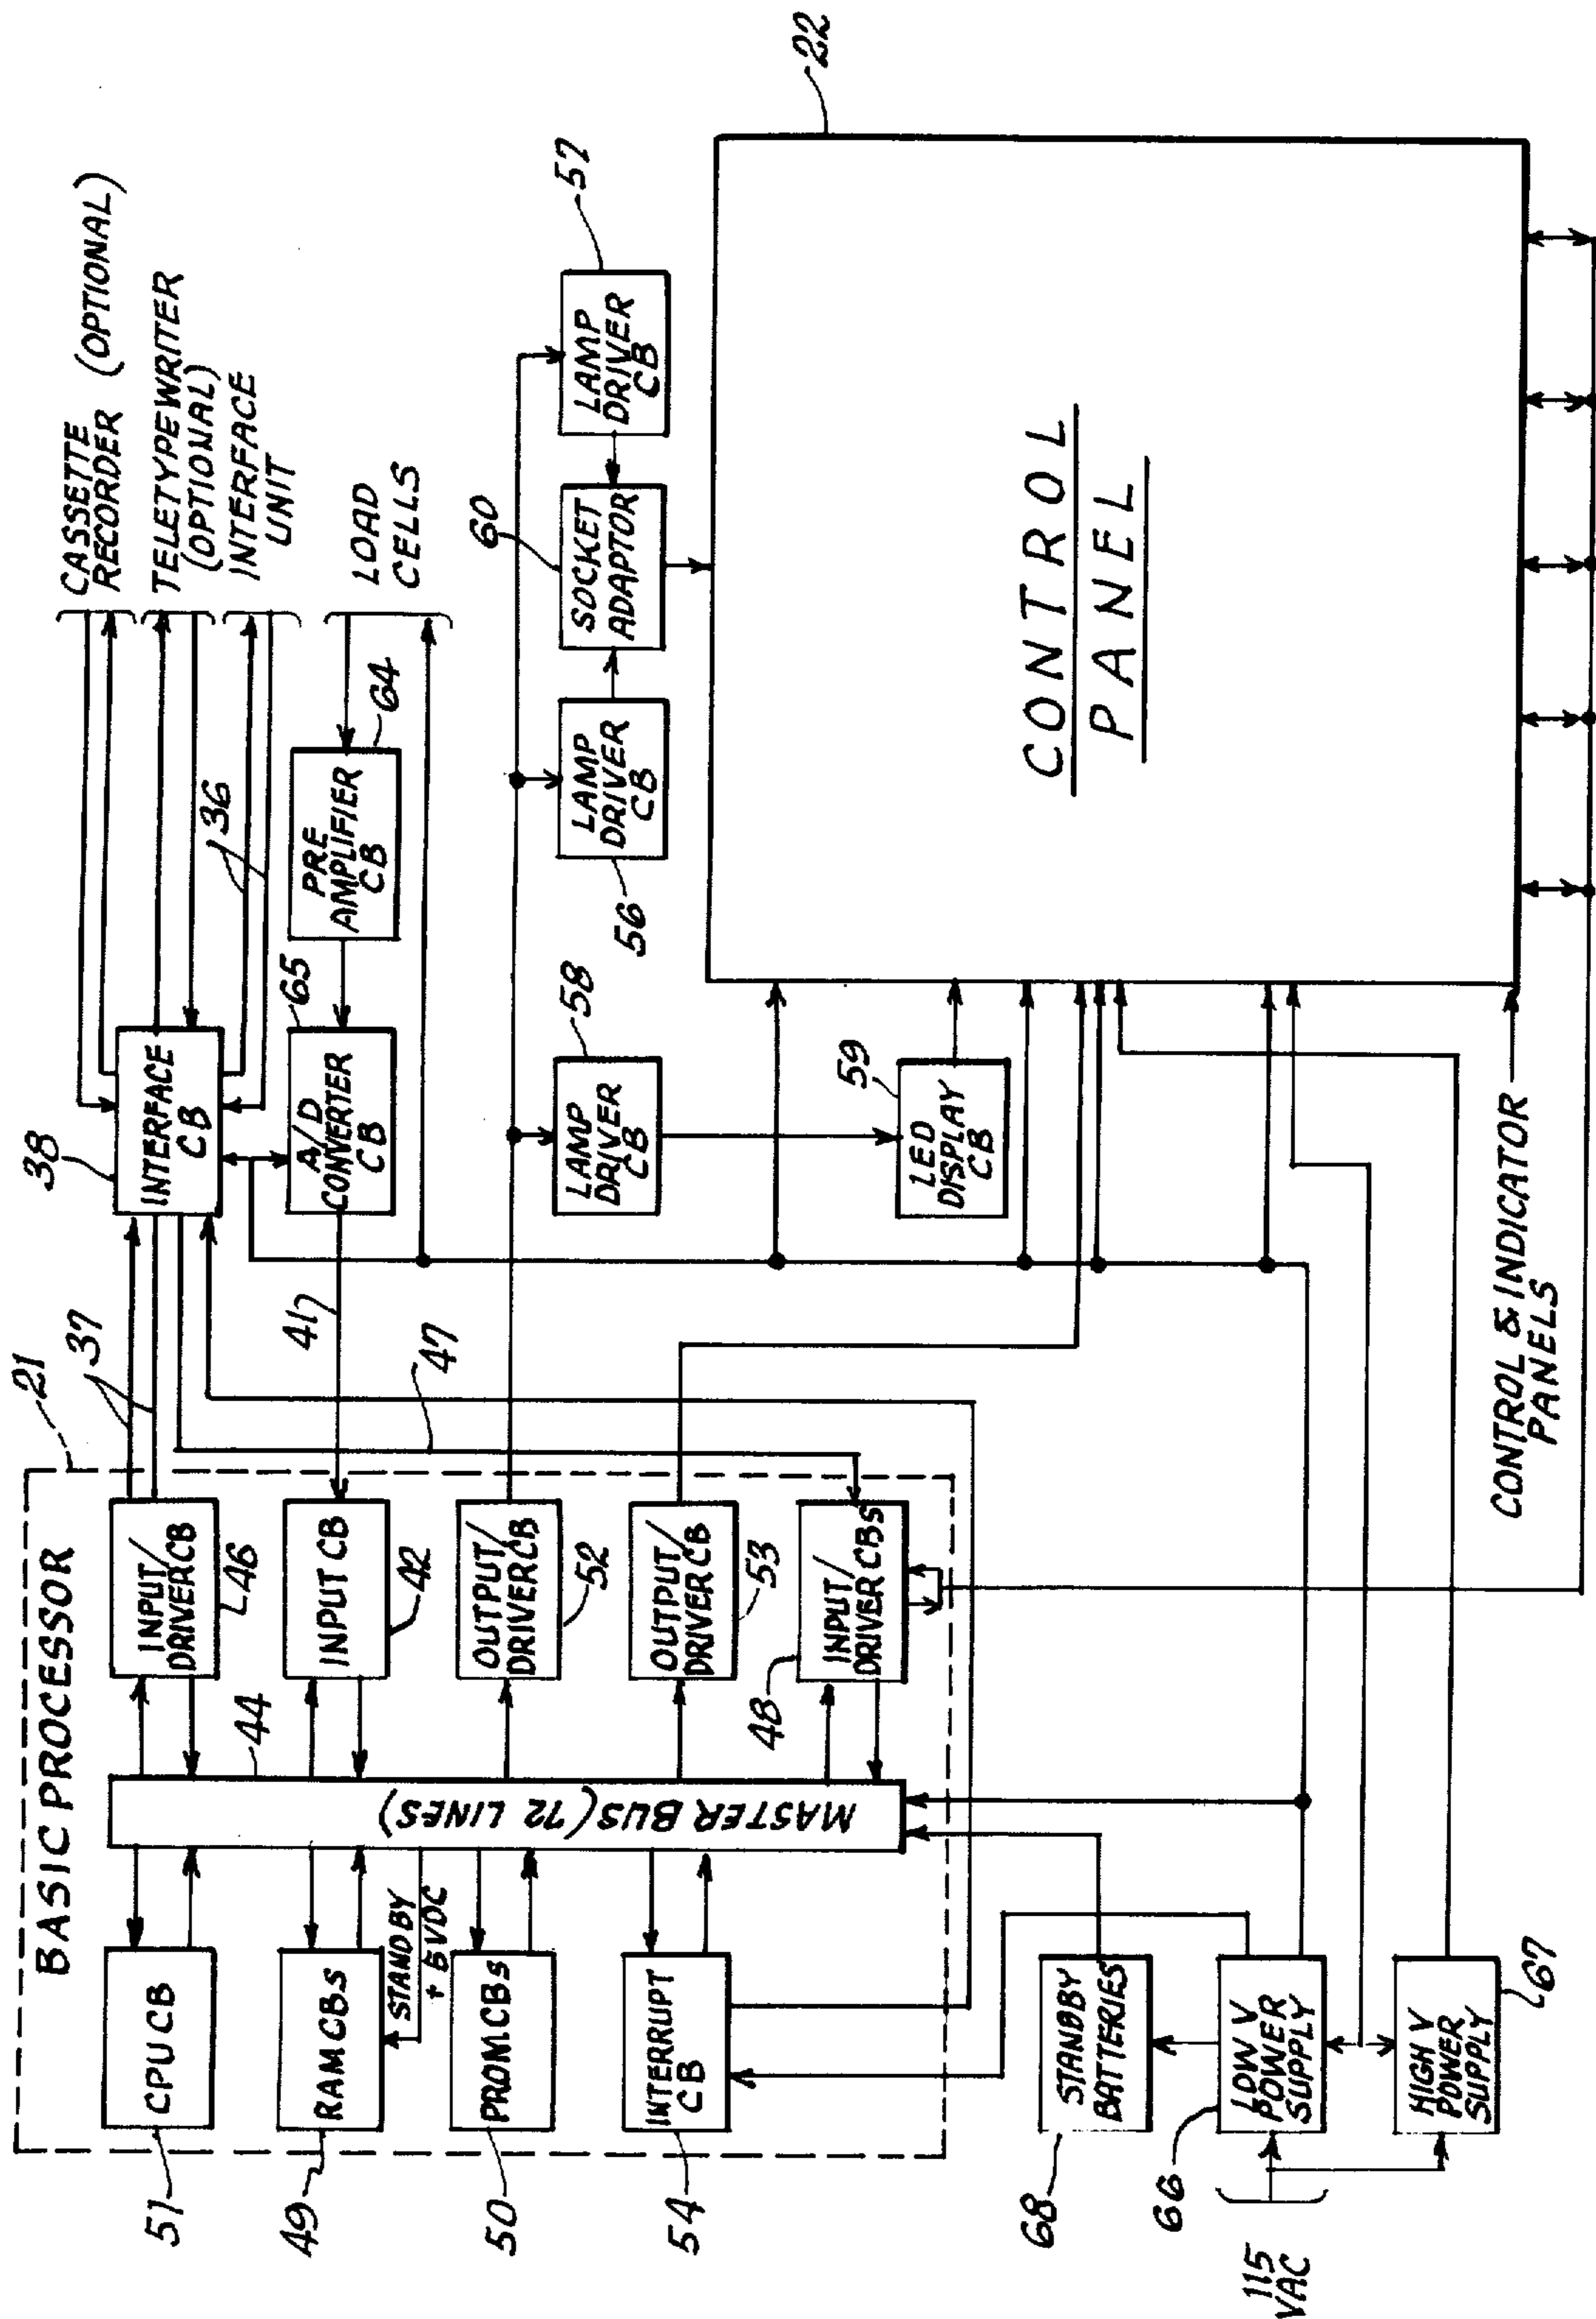 BASIC PROCESSOR
21
51
CPU CB
49
RAM CBs
STANDBY
+ 5 VDC
50
PROM CBs
54
INTERRUPT
CB
MASTER BUS (72 LINES)
44
INPUT/
DRIVER CB
46
INPUT CB
42
OUTPUT/
DRIVER CB
52
OUTPUT/
DRIVER CB
53
INPUT/
DRIVER CBs
48
37
47
41
38
INTERFACE
CB
36
CASSETTE
RECORDER (OPTIONAL)
TELETYPEWRITER
(OPTIONAL)
INTERFACE
UNIT
LOAD
CELLS
65
A/D
CONVERTER
CB
64
PRE
AMPLIFIER
CB
58
LAMP
DRIVER
CB
56
LAMP
DRIVER
CB
60
SOCKET
ADAPTOR
57
LAMP
DRIVER
CB
59
LED
DISPLAY
CB
22
CONTROL
PANEL
CONTROL & INDICATOR
PANELS
68
STANDBY
BATTERIES
66
LOW V
POWER
SUPPLY
67
HIGH V
POWER
SUPPLY
115
VAC